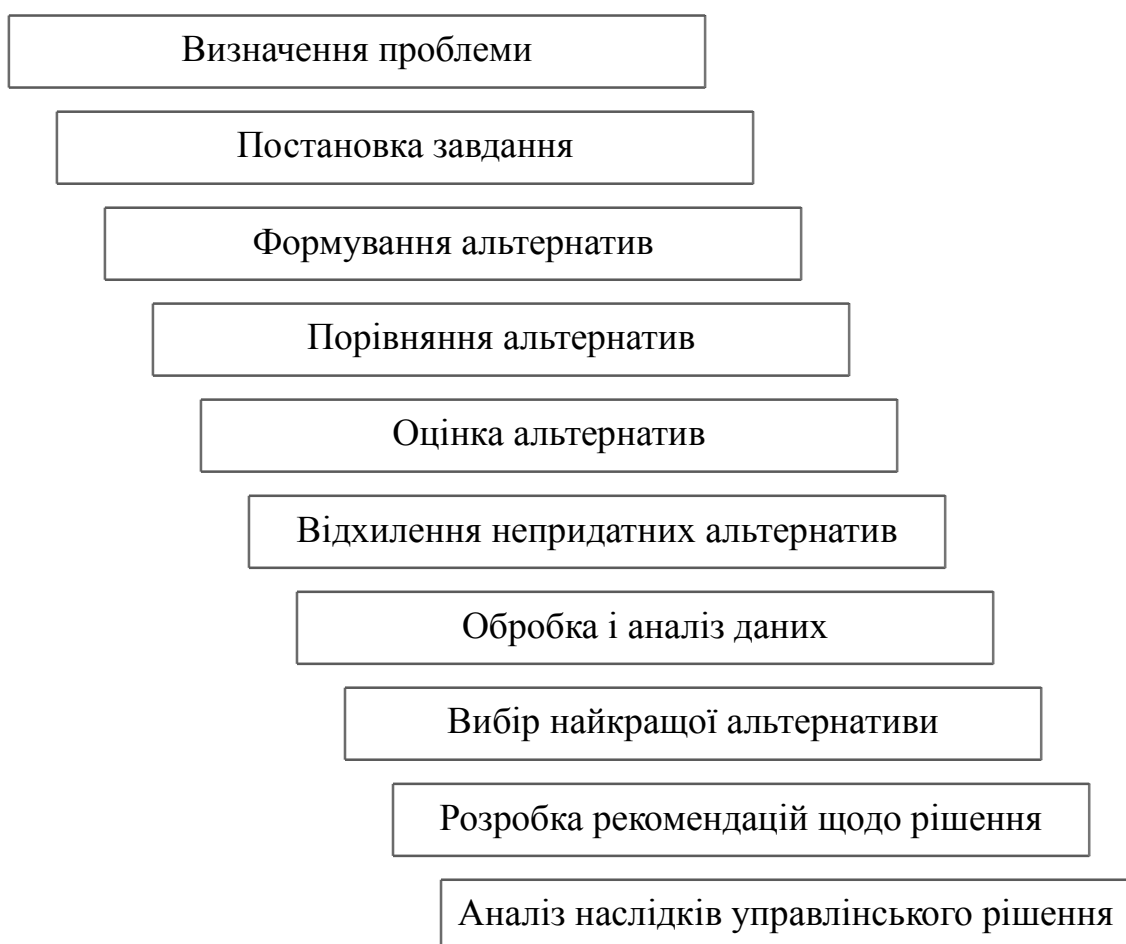 Визначення проблеми
Постановка завдання
Формування альтернатив
Порівняння альтернатив
Оцінка альтернатив
Відхилення непридатних альтернатив
Обробка і аналіз даних
Вибір найкращої альтернативи
Розробка рекомендацій щодо рішення
Аналіз наслідків управлінського рішення